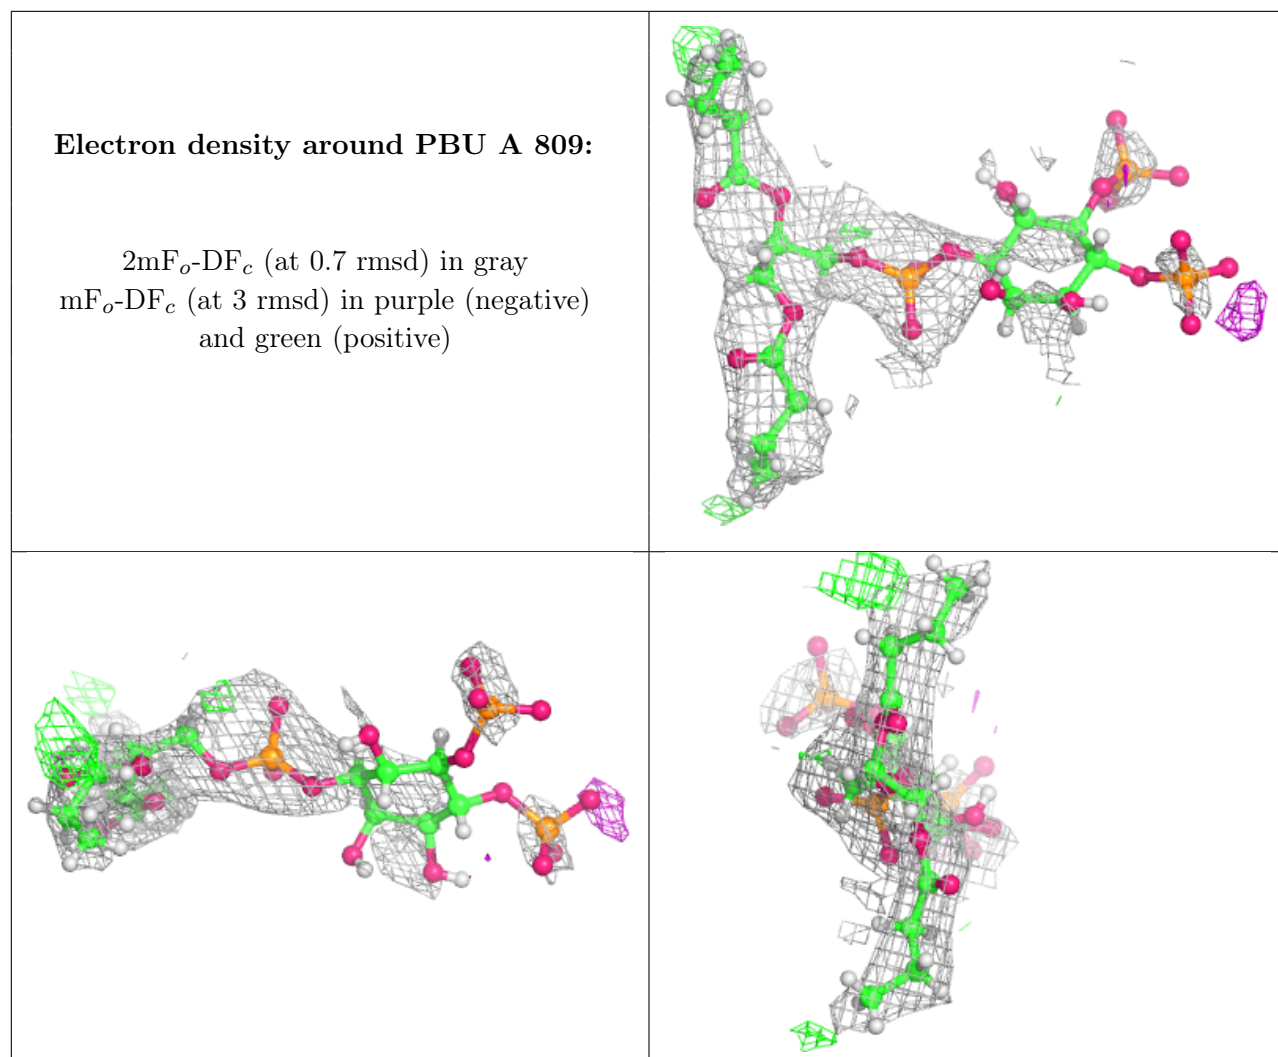 Electron density around PBU A 809:
2mFo-DFc (at 0.7 rmsd) in gray
mFo-DFc (at 3 rmsd) in purple (negative)
and green (positive)